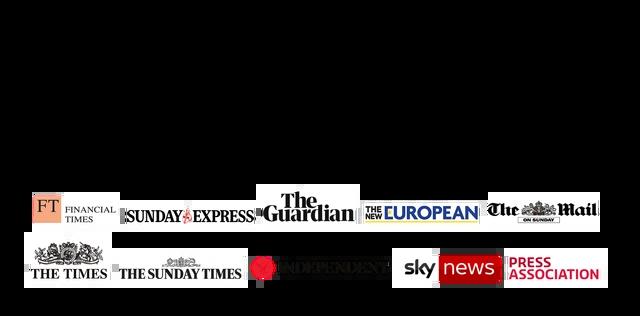 FT FINANCIAL TIMES
SUNDAY EXPRESS
The Guardian
THE NEW EUROPEAN
The Mail
ON SUNDAY
THE TIMES
THE SUNDAY TIMES
INDEPENDENT
sky news
PRESS ASSOCIATION